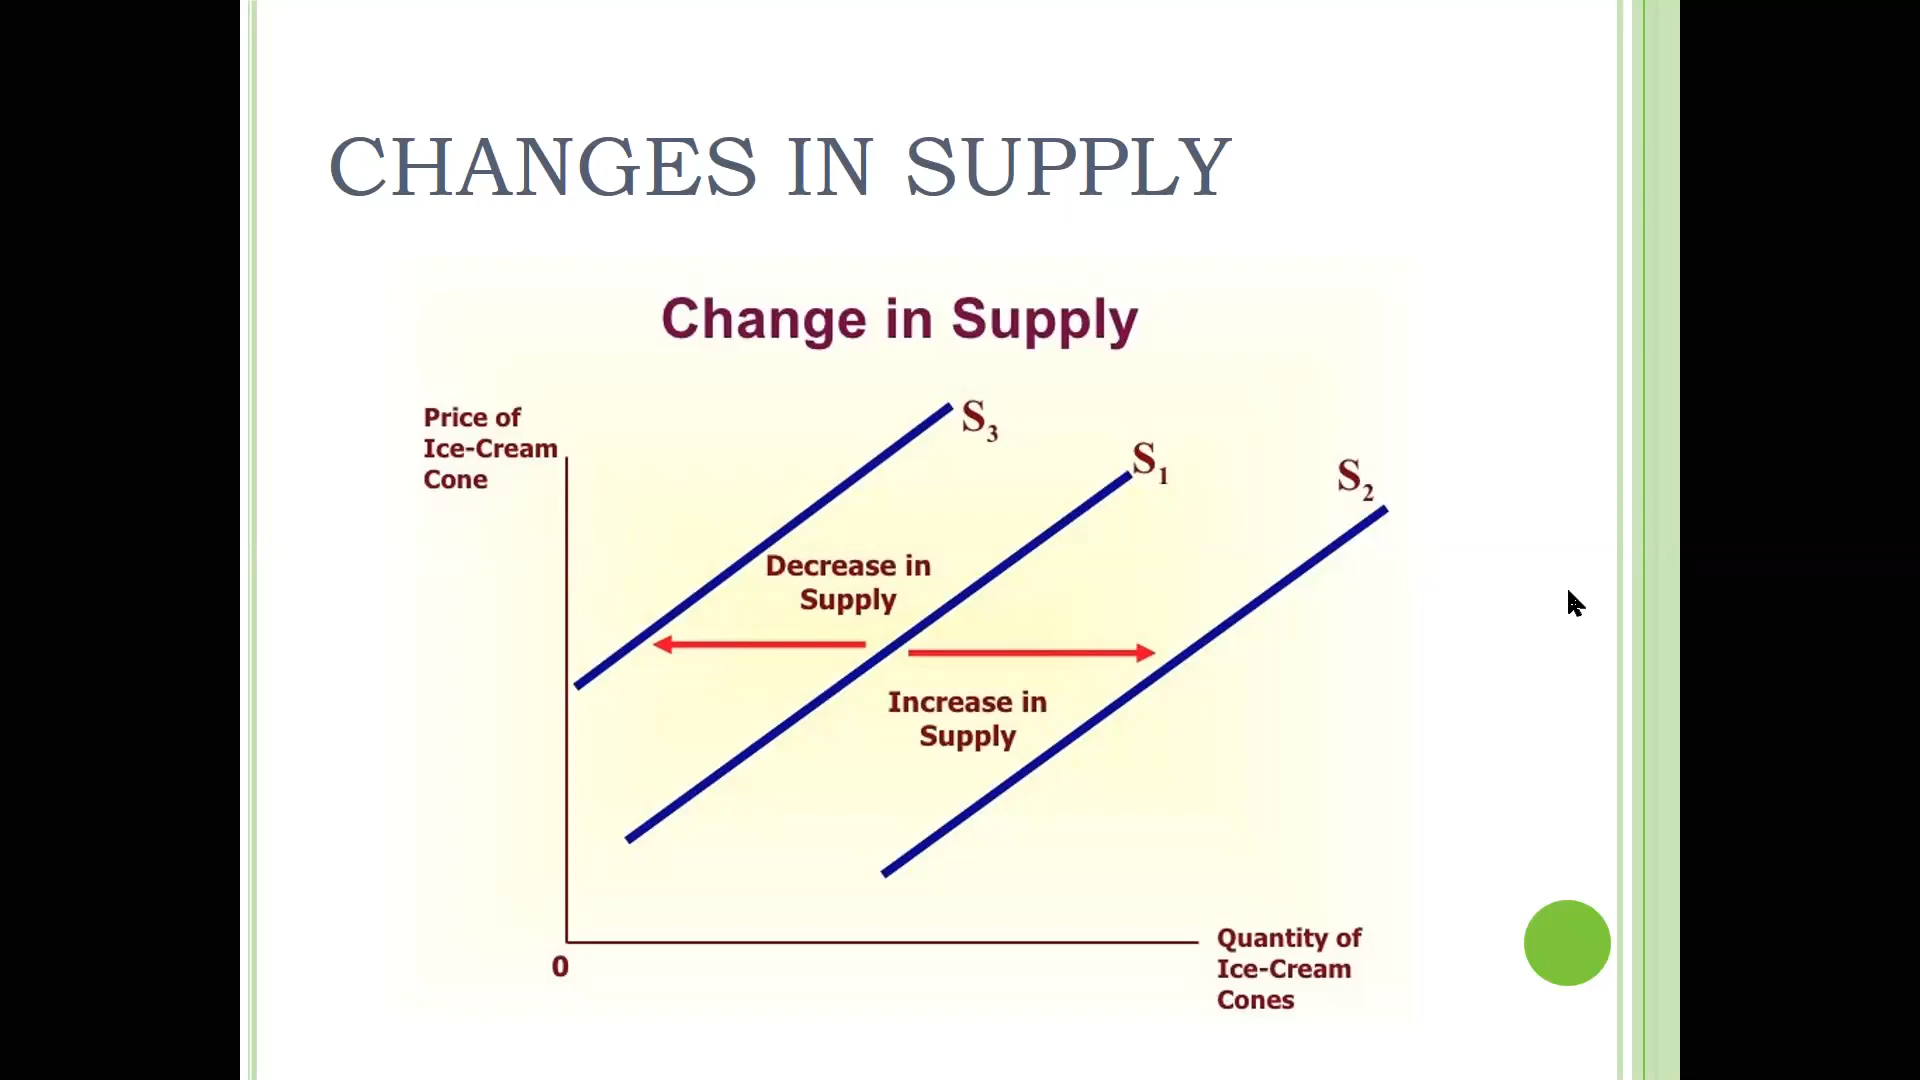 CHANGES IN SUPPLY
Change in Supply
Price of
Ice-Cream
Cone
S3
S1
S2
Decrease in
Supply
Increase in
Supply
0
Quantity of
Ice-Cream
Cones